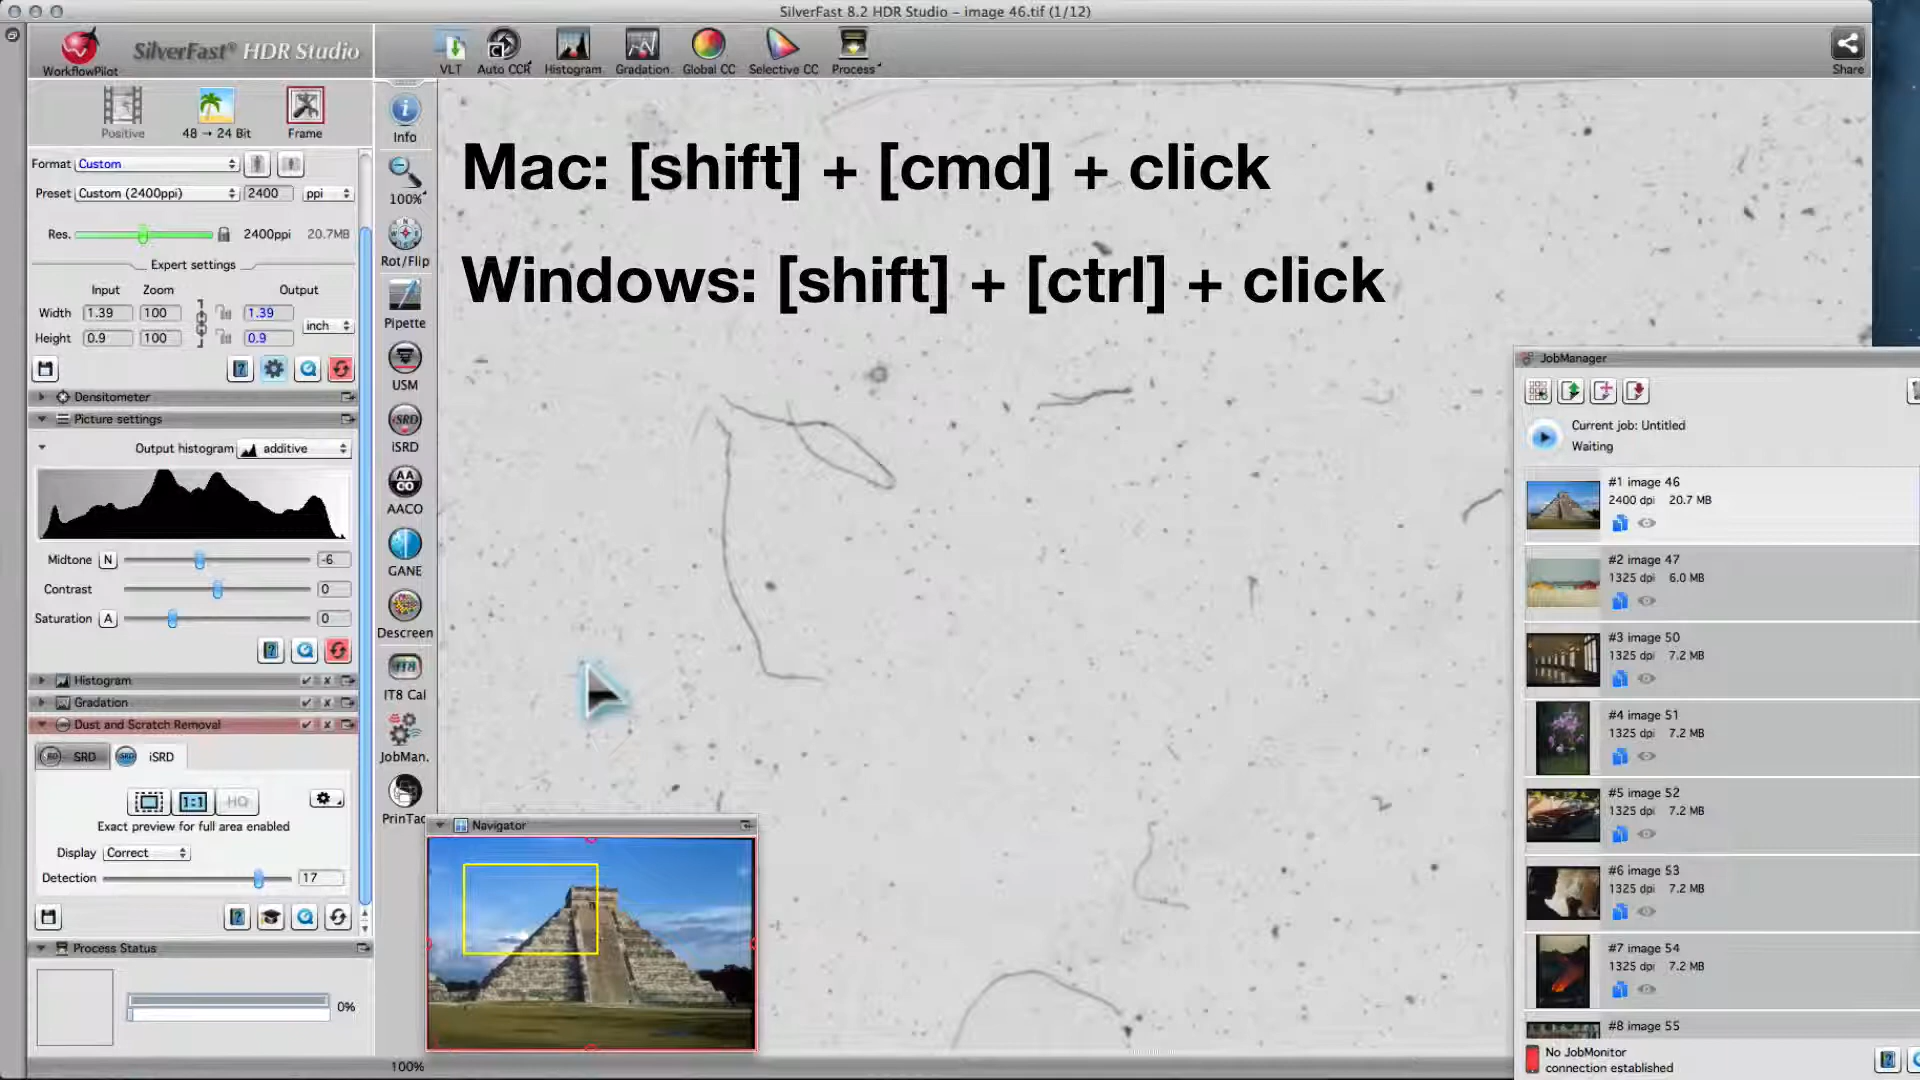 SilverFast 8.2 HDR Studio – image 46.tif (1/12)
WorkflowPilot
SilverFast® HDR Studio
VLT
Auto CCR
Histogram
Gradation
Global CC
Selective CC
Process
Share
Positive
48 → 24 Bit
Frame
Format Custom
Preset Custom (2400ppi) 2400 ppi
Res. 2400ppi 20.7MB
Expert settings
Input Zoom Output
Width 1.39 100 1.39
inch
Height 0.9 100 0.9
Densitometer
Picture settings
Output histogram additive
Midtone N -6
Contrast 0
Saturation A 0
Histogram
Gradation
Dust and Scratch Removal
SRD iSRD
1:1 HQ
Exact preview for full area enabled
Display Correct
Detection 17
Process Status
0%
Info
100%
Rot/Flip
Pipette
USM
iSRD
AACO
GANE
Descreen
IT8 Cal
JobMan.
PrinTao
Mac: [shift] + [cmd] + click
Windows: [shift] + [ctrl] + click
Navigator
100%
JobManager
Current job: Untitled
Waiting
#1 image 46
2400 dpi 20.7 MB
#2 image 47
1325 dpi 6.0 MB
#3 image 50
1325 dpi 7.2 MB
#4 image 51
1325 dpi 7.2 MB
#5 image 52
1325 dpi 7.2 MB
#6 image 53
1325 dpi 7.2 MB
#7 image 54
1325 dpi 7.2 MB
#8 image 55
No JobMonitor
connection established